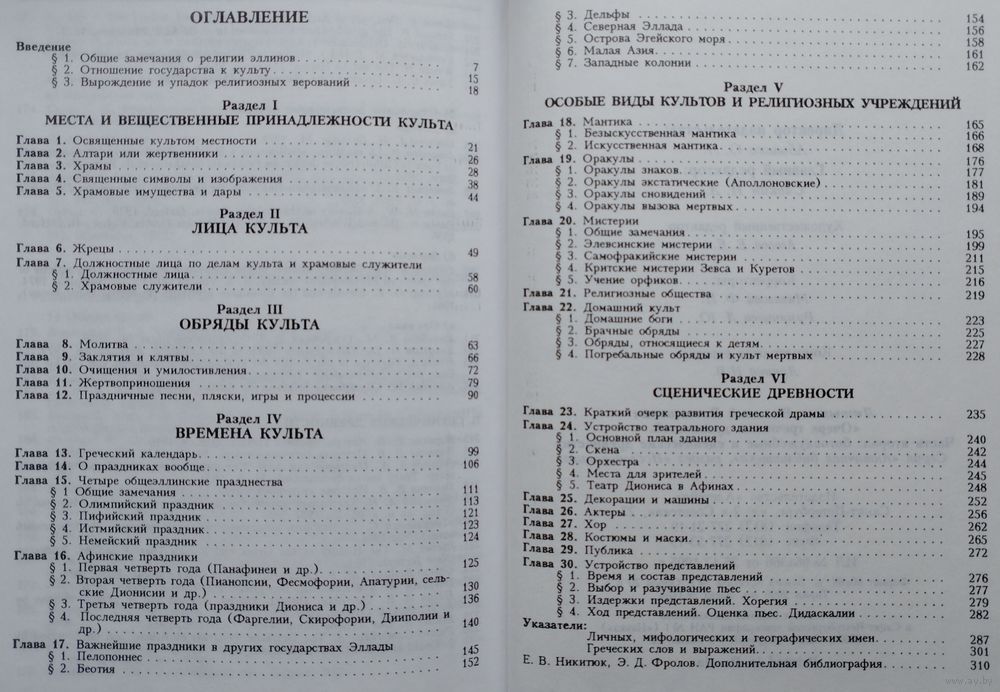 ОГЛАВЛЕНИЕ
Введение
§ 1. Общие замечания о религии эллинов. 7
§ 2. Отношение государства к культу 15
§ 3. Вырождение и упадок религиозных верований 18
Раздел I
МЕСТА И ВЕЩЕСТВЕННЫЕ ПРИНАДЛЕЖНОСТИ КУЛЬТА
Глава 1. Освященные культом местности 21
Глава 2. Алтари или жертвенники 26
Глава 3. Храмы 28
Глава 4. Священные символы и изображения 38
Глава 5. Храмовые имущества и дары 44
Раздел II
ЛИЦА КУЛЬТА
Глава 6. Жрецы 49
Глава 7. Должностные лица по делам культа и храмовые служители
§ 1. Должностные лица 58
§ 2. Храмовые служители 60
Раздел III
ОБРЯДЫ КУЛЬТА
Глава 8. Молитва 63
Глава 9. Заклятия и клятвы 66
Глава 10. Очищения и умилостивления 72
Глава 11. Жертвоприношения 79
Глава 12. Праздничные песни, пляски, игры и процессии 90
Раздел IV
ВРЕМЕНА КУЛЬТА
Глава 13. Греческий календарь 99
Глава 14. О праздниках вообще 106
Глава 15. Четыре общеэллинские празднества
§ 1 Общие замечания 111
§ 2. Олимпийский праздник 113
§ 3. Пифийский праздник 121
§ 4. Истмийский праздник 123
§ 5. Немейский праздник 124
Глава 16. Афинские праздники
§ 1. Первая четверть года (Панафинеи и др.) 125
§ 2. Вторая четверть года (Пианопсии, Фесмофории, Апатурии, сель-
ские Дионисии и др.) 130
§ 3. Третья четверть года (праздники Диониса и др.) 136
§ 4. Последняя четверть года (Фаргелии, Скирофории, Дииполии и
др.) 140
Глава 17. Важнейшие праздники в других государствах Эллады
§ 1. Пелопоннес 145
§ 2. Беотия 152
§ 3. Дельфы 154
§ 4. Северная Эллада 156
§ 5. Острова Эгейского моря 158
§ 6. Малая Азия 161
§ 7. Западные колонии 162
Раздел V
ОСОБЫЕ ВИДЫ КУЛЬТОВ И РЕЛИГИОЗНЫХ УЧРЕЖДЕНИЙ
Глава 18. Мантика 165
§ 1. Безыскусственная мантика 166
§ 2. Искусственная мантика 168
Глава 19. Оракулы 176
§ 1. Оракулы знаков 177
§ 2. Оракулы экстатические (Аполлоновские) 181
§ 3. Оракулы сновидений 189
§ 4. Оракулы вызова мертвых 194
Глава 20. Мистерии
§ 1. Общие замечания 195
§ 2. Элевсинские мистерии 199
§ 3. Самофракийские мистерии 211
§ 4. Критские мистерии Зевса и Куретов 215
§ 5. Учение орфиков 216
Глава 21. Религиозные общества 219
Глава 22. Домашний культ
§ 1. Домашние боги 223
§ 2. Брачные обряды 225
§ 3. Обряды, относящиеся к детям 227
§ 4. Погребальные обряды и культ мертвых 228
Раздел VI
СЦЕНИЧЕСКИЕ ДРЕВНОСТИ
Глава 23. Краткий очерк развития греческой драмы 235
Глава 24. Устройство театрального здания
§ 1. Основной план здания 240
§ 2. Скена 242
§ 3. Орхестра 244
§ 4. Места для зрителей 245
§ 5. Театр Диониса в Афинах 248
Глава 25. Декорации и машины 252
Глава 26. Актеры 256
Глава 27. Хор 262
Глава 28. Костюмы и маски 265
Глава 29. Публика 272
Глава 30. Устройство представлений
§ 1. Время и состав представлений 276
§ 2. Выбор и разучивание пьес 277
§ 3. Издержки представлений. Хорегия 279
§ 4. Ход представлений. Оценка пьес. Дидаскалии 282
Указатели:
Личных, мифологических и географических имен 287
Греческих слов и выражений 301
Е. В. Никитюк, Э. Д. Фролов. Дополнительная библиография 310
www.ay.by